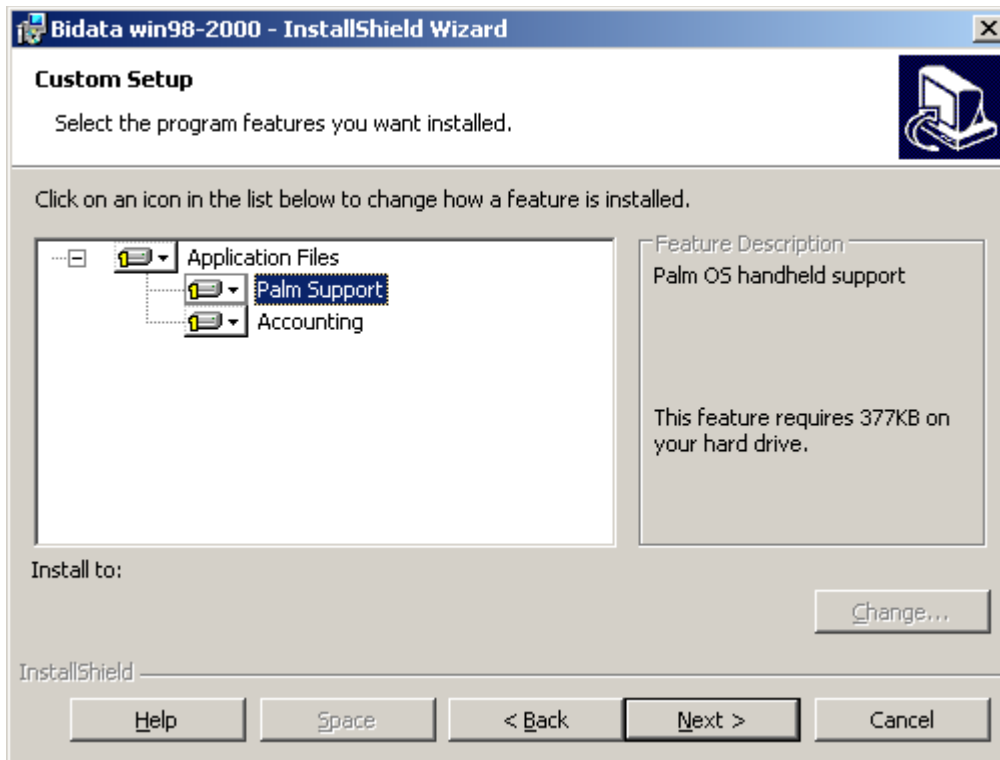 Bidata win98-2000 - InstallShield Wizard
Custom Setup
Select the program features you want installed.
Click on an icon in the list below to change how a feature is installed.
Application Files
Palm Support
Accounting
Feature Description
Palm OS handheld support
This feature requires 377KB on
your hard drive.
Install to:
Change...
InstallShield
Help
Space
< Back
Next >
Cancel